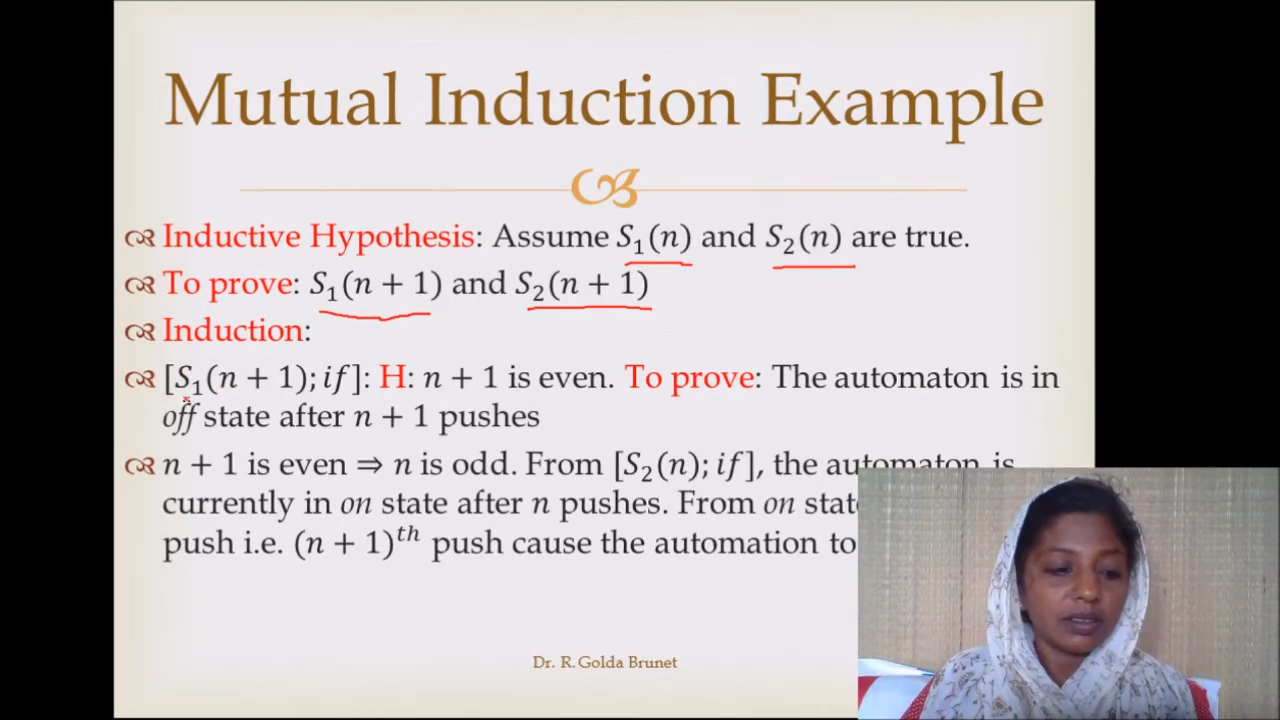 Mutual Induction Example
Inductive Hypothesis: Assume S₁(n) and S₂(n) are true.
To prove: S₁(n + 1) and S₂(n + 1)
Induction:
[S₁(n + 1); if]: H: n + 1 is even. To prove: The automaton is in
off state after n + 1 pushes
n + 1 is even ⇒ n is odd. From [S₂(n); if], the automaton is
currently in on state after n pushes. From on
push i.e. (n + 1)ᵗʰ push cause the automation to
Dr. R. Golda Brunet